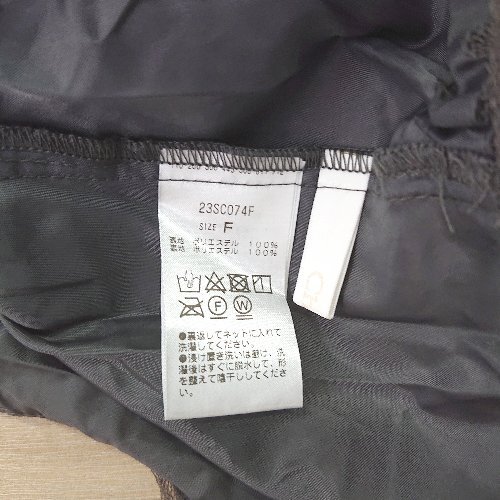 23SC074F
SIZE F
表地 ポリエステル 100%
裏地 ポリエステル 100%
F W
●裏返してネットに入れて
洗濯してください。
●浸け置き洗いは避け、洗
濯後はすぐに脱水して、形
を整えて陰干ししてくださ
い。